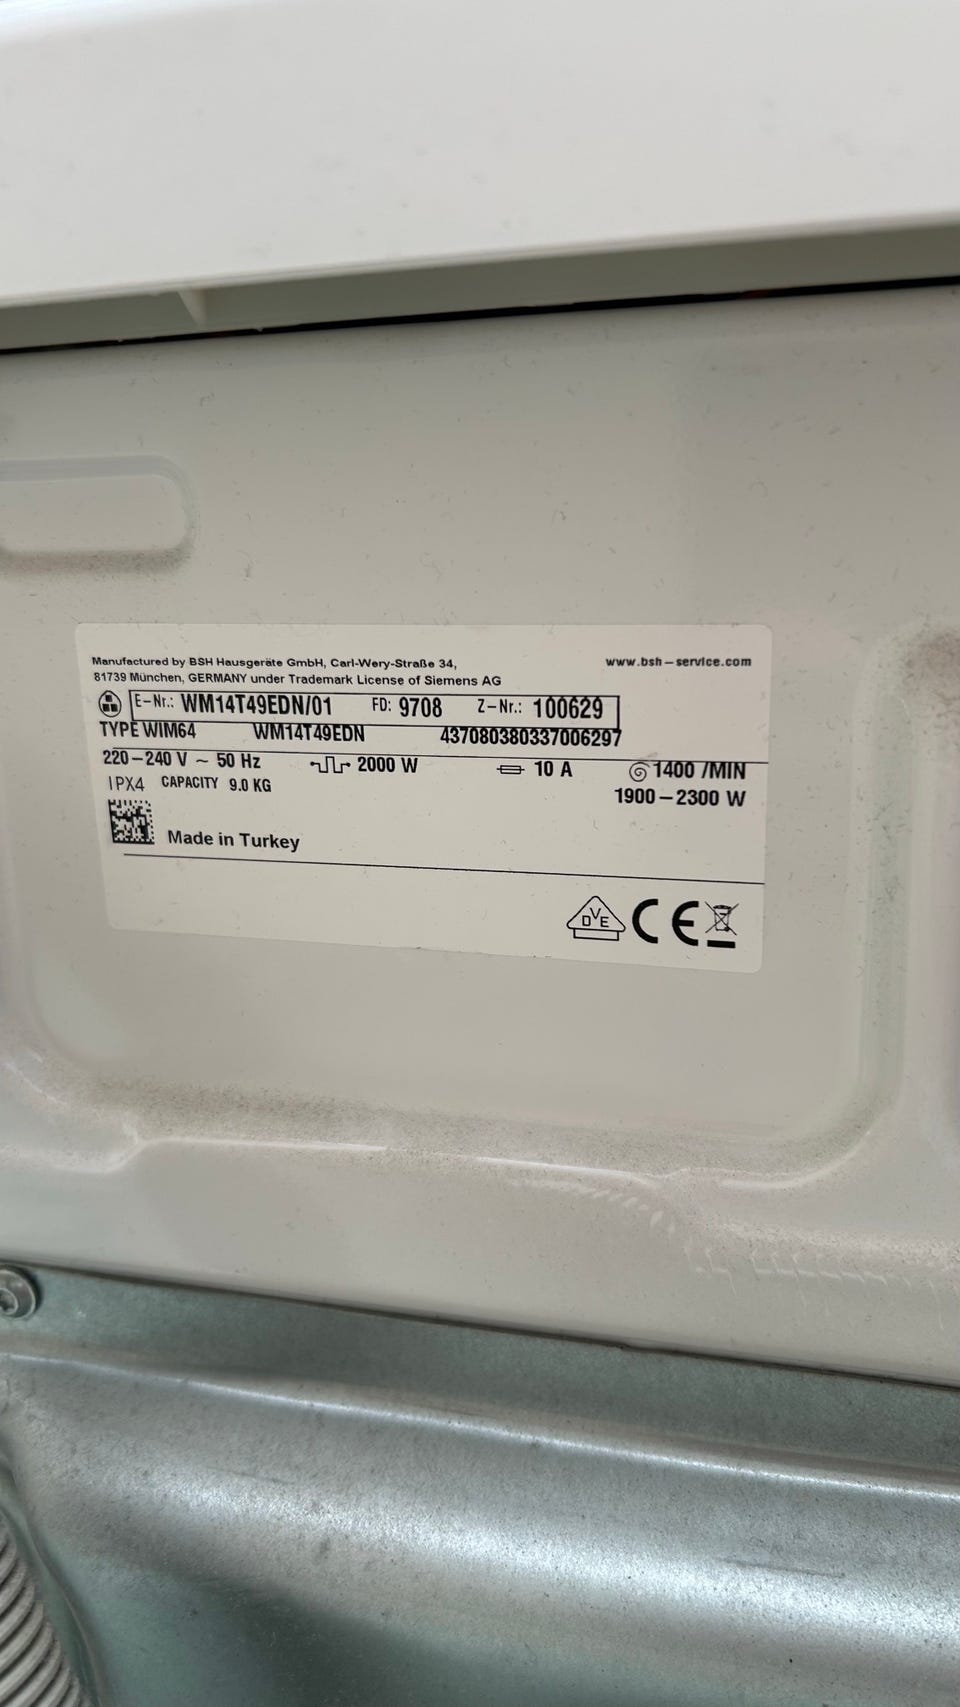 Manufactured by BSH Hausgeräte GmbH, Carl-Wery-Straße 34, www.bsh-service.com
81739 München, GERMANY under Trademark License of Siemens AG
E-Nr.: WM14T49EDN/01 FD: 9708 Z-Nr.: 100629
TYPE WIM64 WM14T49EDN 437080380337006297
220-240 V ~ 50 Hz 2000 W 10 A 1400 /MIN
IPX4 CAPACITY 9.0 KG 1900-2300 W
Made in Turkey
DVE CE